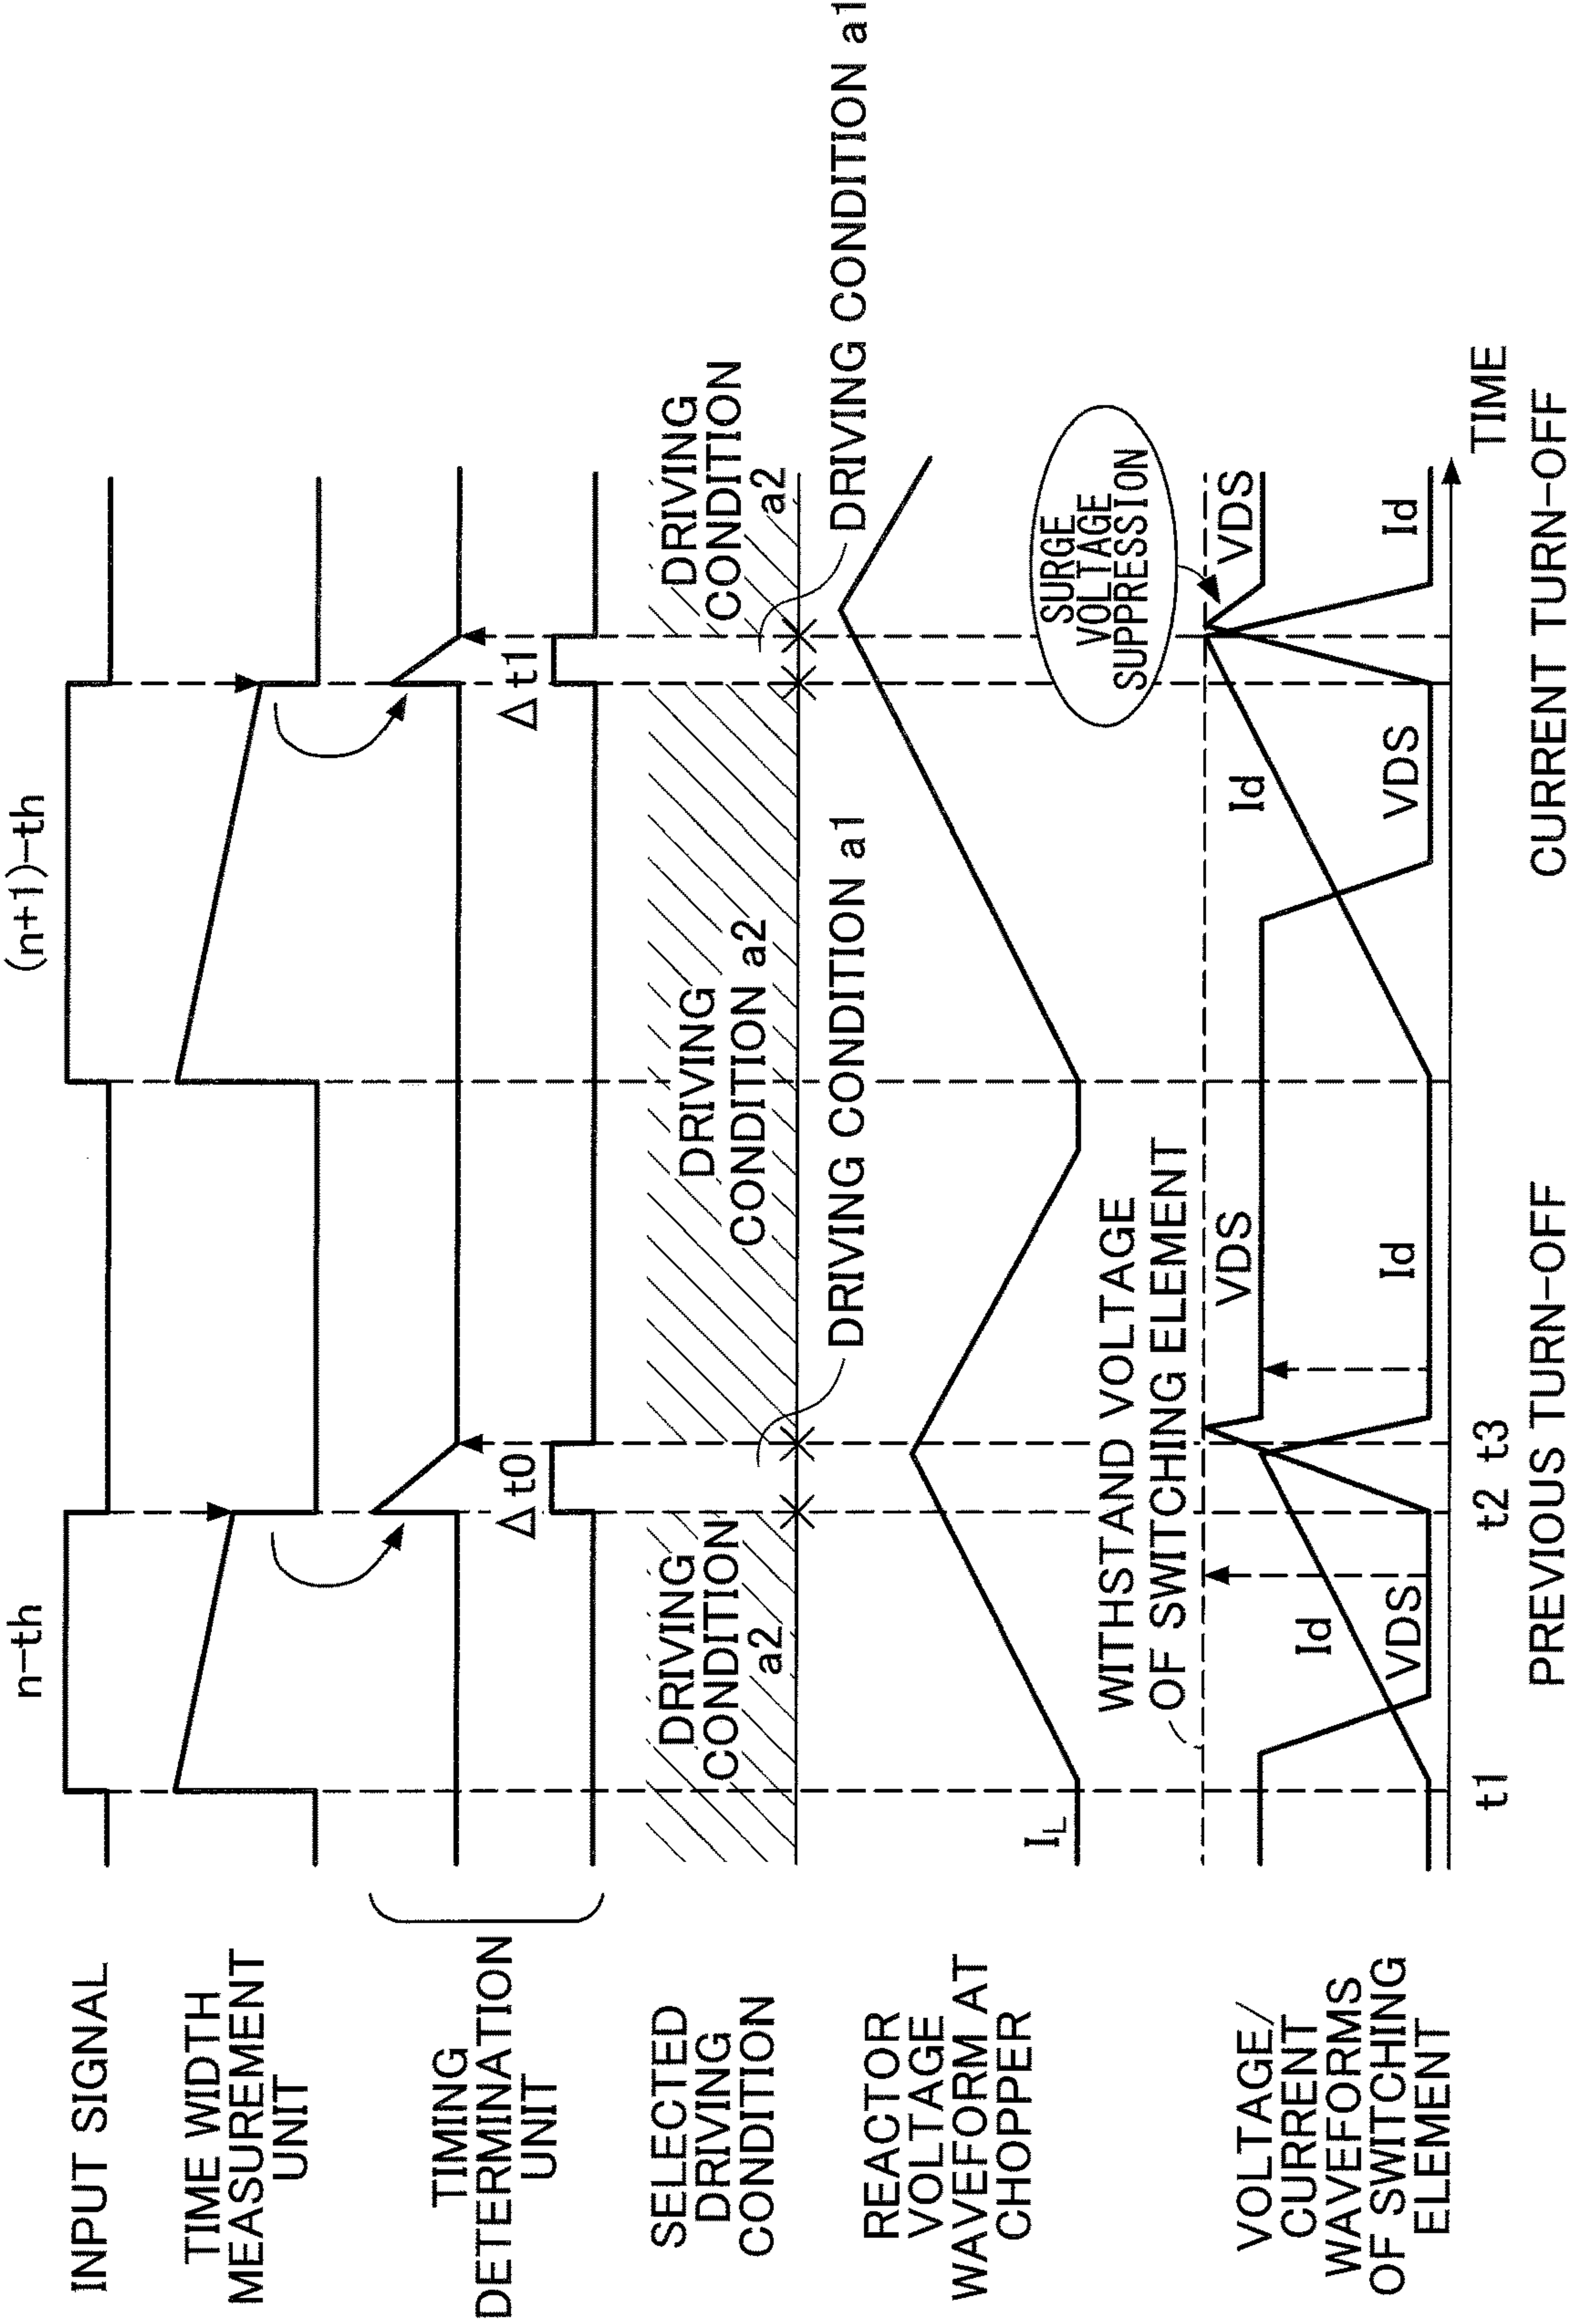 n-th
(n+1)-th
INPUT SIGNAL
TIME WIDTH
MEASUREMENT
UNIT
TIMING
DETERMINATION
UNIT
Δt0
Δt1
SELECTED
DRIVING
CONDITION
DRIVING
CONDITION
a2
DRIVING
CONDITION a2
DRIVING
CONDITION
a2
DRIVING CONDITION a1
DRIVING CONDITION a1
REACTOR
VOLTAGE
WAVEFORM AT
CHOPPER
IL
WITHSTAND VOLTAGE
OF SWITCHING ELEMENT
SURGE
VOLTAGE
SUPPRESSION
VOLTAGE/
CURRENT
WAVEFORMS
OF SWITCHING
ELEMENT
Id
VDS
VDS
Id
Id
VDS
VDS
Id
t1
t2
t3
TIME
PREVIOUS TURN-OFF
CURRENT TURN-OFF